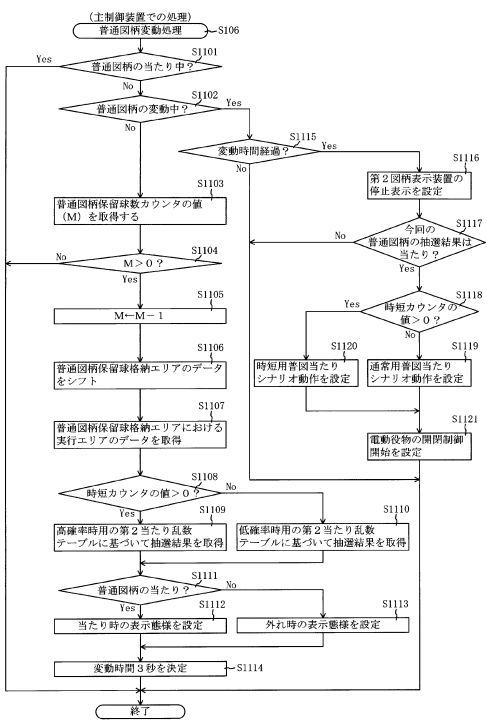 （主制御装置での処理）
普通図柄変動処理
S106
S1101
Yes
普通図柄の当たり中？
No
S1102
普通図柄の変動中？
Yes
No
S1115
変動時間経過？
Yes
No
S1116
第２図柄表示装置の
停止表示を設定
S1103
普通図柄保留球数カウンタの値
（Ｍ）を取得する
S1117
今回の
普通図柄の抽選結果は
当たり？
No
Yes
S1104
No
Ｍ＞０？
Yes
S1118
時短カウンタの
値＞０？
Yes
No
S1105
Ｍ←Ｍ－１
S1120
時短用普図当たり
シナリオ動作を設定
S1119
通常用普図当たり
シナリオ動作を設定
S1106
普通図柄保留球格納エリアのデータ
をシフト
S1107
普通図柄保留球格納エリアにおける
実行エリアのデータを取得
S1121
電動役物の開閉制御
開始を設定
S1108
時短カウンタの値＞０？
No
Yes
S1109
高確率時用の第２当たり乱数
テーブルに基づいて抽選結果を取得
S1110
低確率時用の第２当たり乱数
テーブルに基づいて抽選結果を取得
S1111
普通図柄の当たり？
No
Yes
S1112
当たり時の表示態様を設定
S1113
外れ時の表示態様を設定
変動時間３秒を決定
S1114
終了